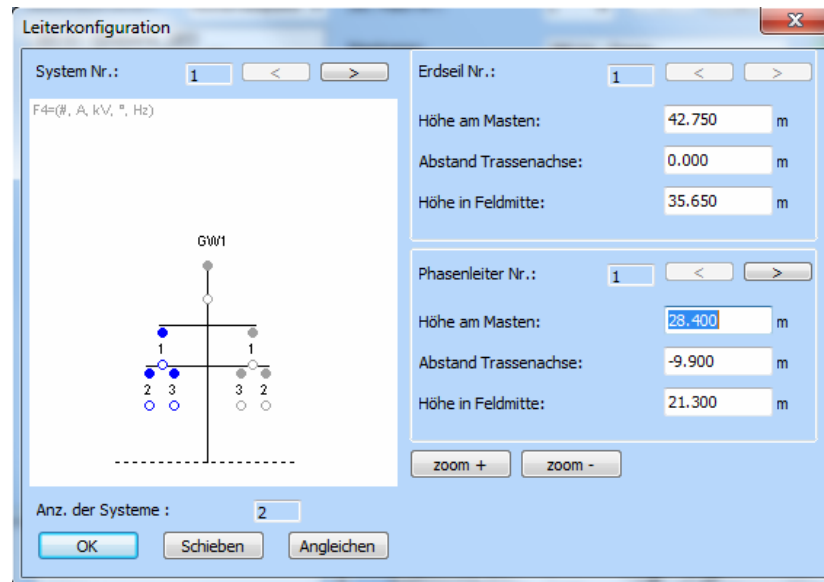 Leiterkonfiguration
x
System Nr.: 1 < >
F4=(#, A, kV, °, Hz)
GW1
1 1
2 3 3 2
Anz. der Systeme : 2
OK Schieben Angleichen
Erdseil Nr.: 1 < >
Höhe am Masten: 42.750 m
Abstand Trassenachse: 0.000 m
Höhe in Feldmitte: 35.650 m
Phasenleiter Nr.: 1 < >
Höhe am Masten: 28.400 m
Abstand Trassenachse: -9.900 m
Höhe in Feldmitte: 21.300 m
zoom + zoom -